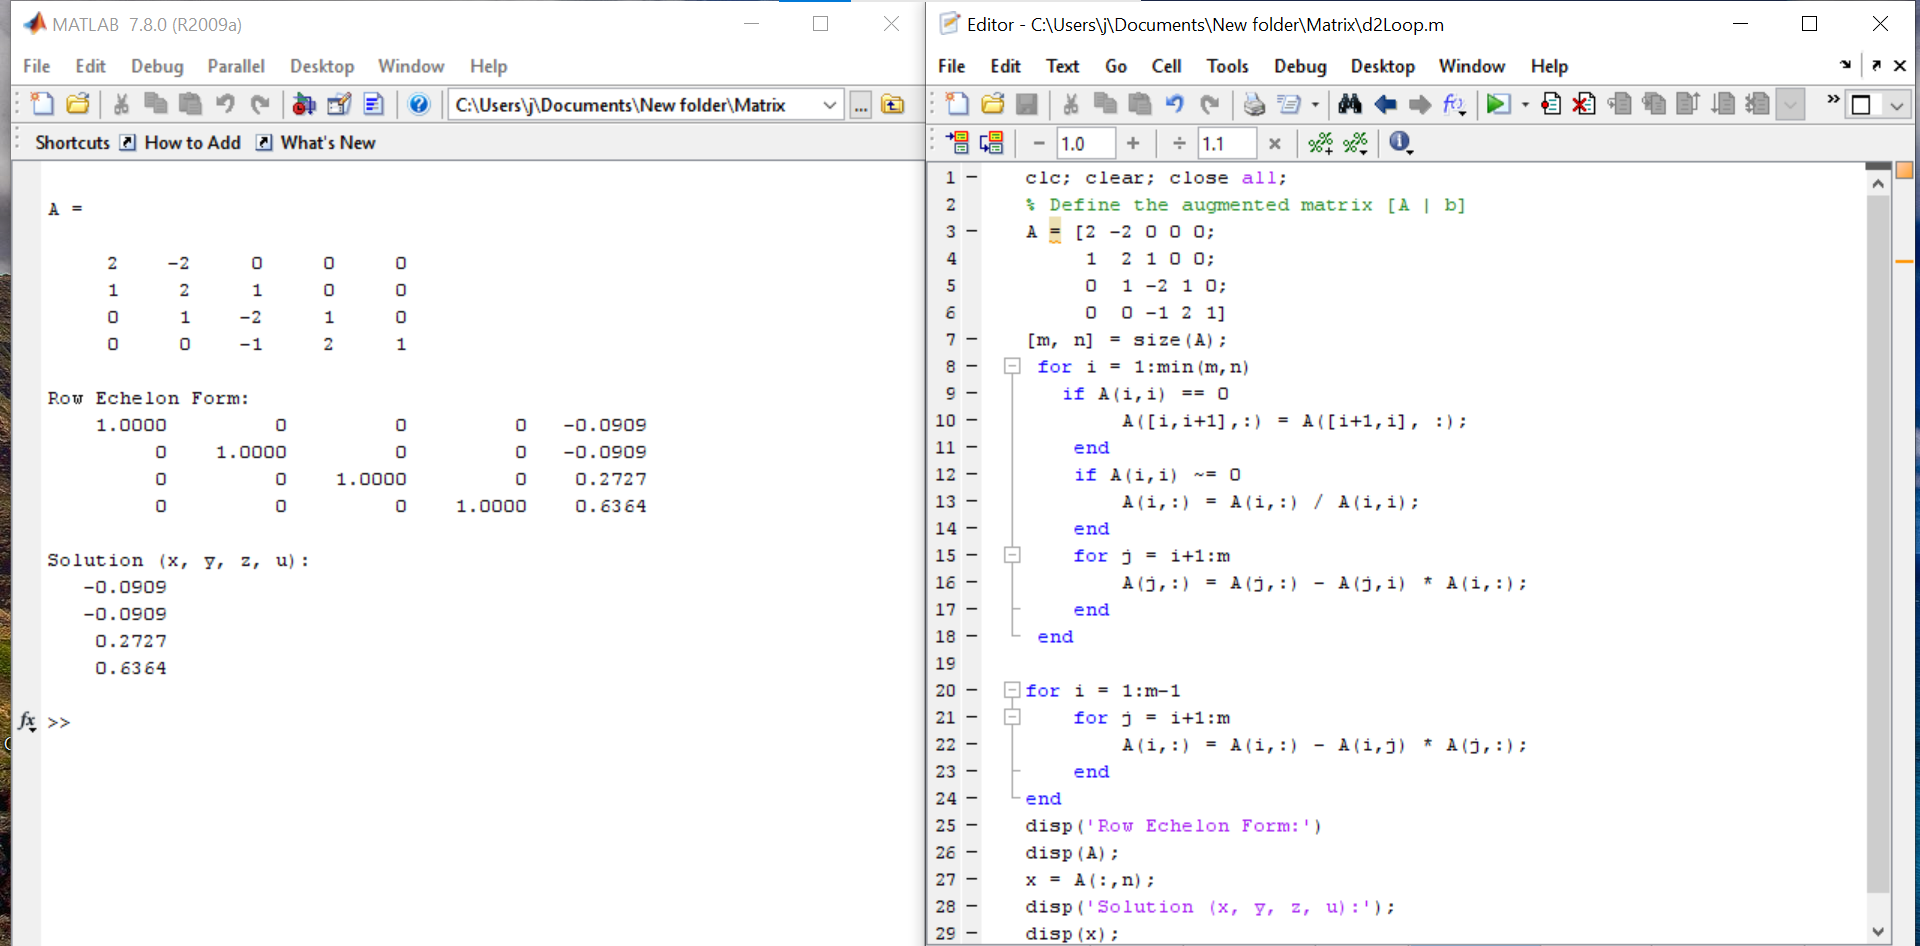 MATLAB 7.8.0 (R2009a)
File Edit Debug Parallel Desktop Window Help
C:\Users\j\Documents\New folder\Matrix
...
Shortcuts How to Add What's New
A =
2 -2 0 0 0
1 2 1 0 0
0 1 -2 1 0
0 0 -1 2 1
Row Echelon Form:
1.0000 0 0 0 -0.0909
0 1.0000 0 0 -0.0909
0 0 1.0000 0 0.2727
0 0 0 1.0000 0.6364
Solution (x, y, z, u):
-0.0909
-0.0909
0.2727
0.6364
fx >>
Editor - C:\Users\j\Documents\New folder\Matrix\d2Loop.m
File Edit Text Go Cell Tools Debug Desktop Window Help
− 1.0 + ÷ 1.1 ×
1 clc; clear; close all;
2 % Define the augmented matrix [A | b]
3 A = [2 -2 0 0 0;
4 1 2 1 0 0;
5 0 1 -2 1 0;
6 0 0 -1 2 1]
7 [m, n] = size(A);
8 for i = 1:min(m,n)
9 if A(i,i) == 0
10 A([i,i+1],:) = A([i+1,i], :);
11 end
12 if A(i,i) ~= 0
13 A(i,:) = A(i,:) / A(i,i);
14 end
15 for j = i+1:m
16 A(j,:) = A(j,:) - A(j,i) * A(i,:);
17 end
18 end
19
20 for i = 1:m-1
21 for j = i+1:m
22 A(i,:) = A(i,:) - A(i,j) * A(j,:);
23 end
24 end
25 disp('Row Echelon Form:')
26 disp(A);
27 x = A(:,n);
28 disp('Solution (x, y, z, u):');
29 disp(x);